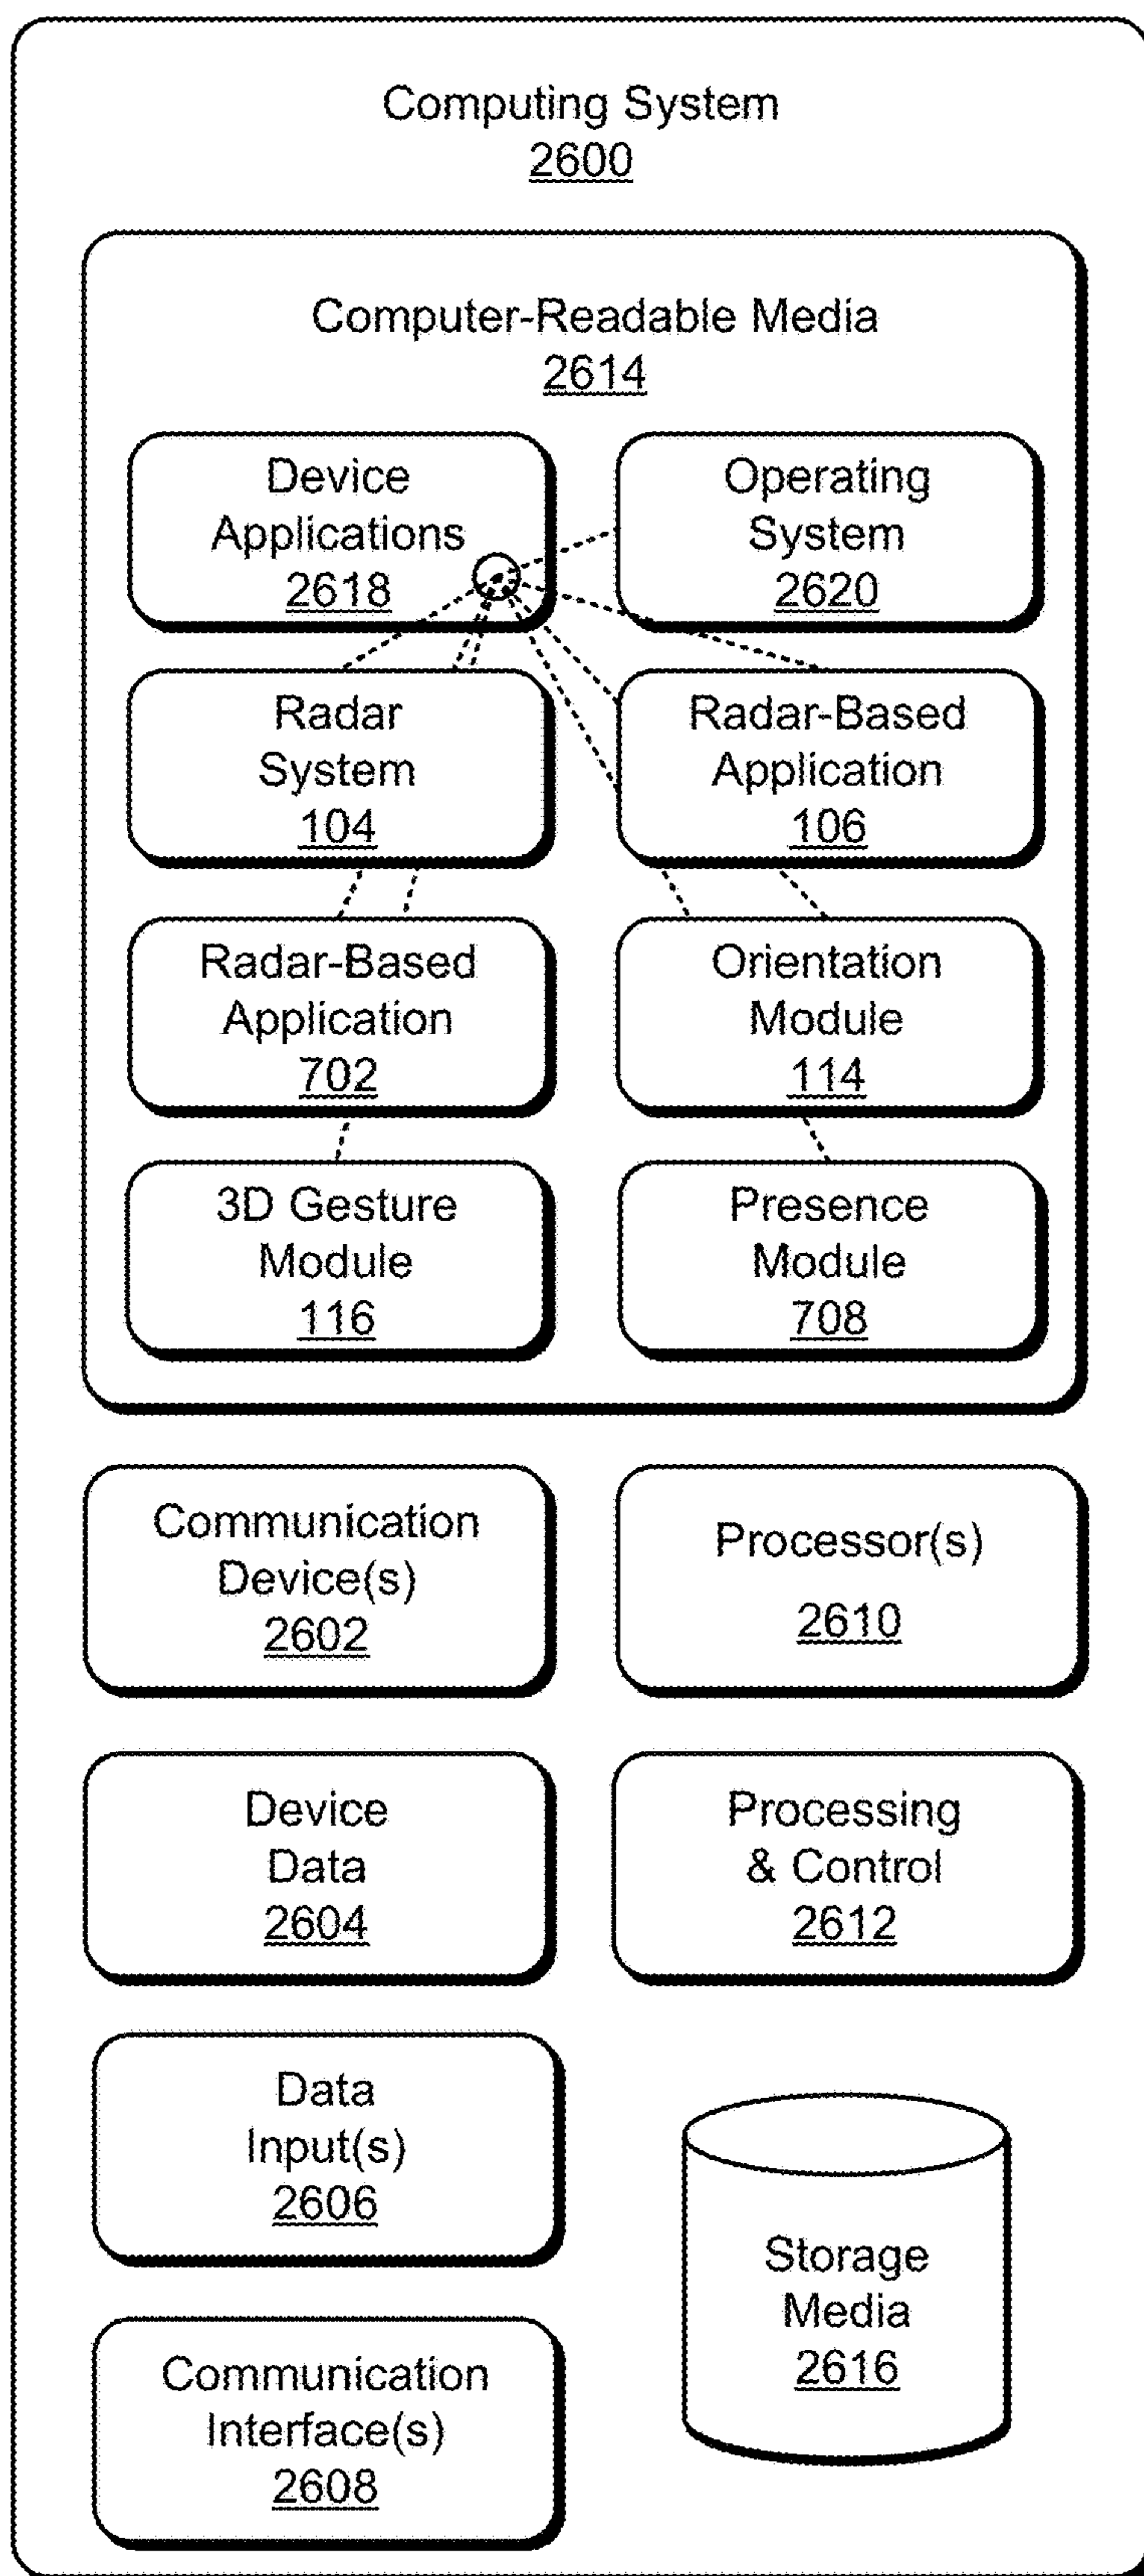 Computing System
2600
Computer-Readable Media
2614
Device
Applications
2618
Operating
System
2620
Radar
System
104
Radar-Based
Application
106
Radar-Based
Application
702
Orientation
Module
114
3D Gesture
Module
116
Presence
Module
708
Communication
Device(s)
2602
Processor(s)
2610
Device
Data
2604
Processing
& Control
2612
Data
Input(s)
2606
Storage
Media
2616
Communication
Interface(s)
2608